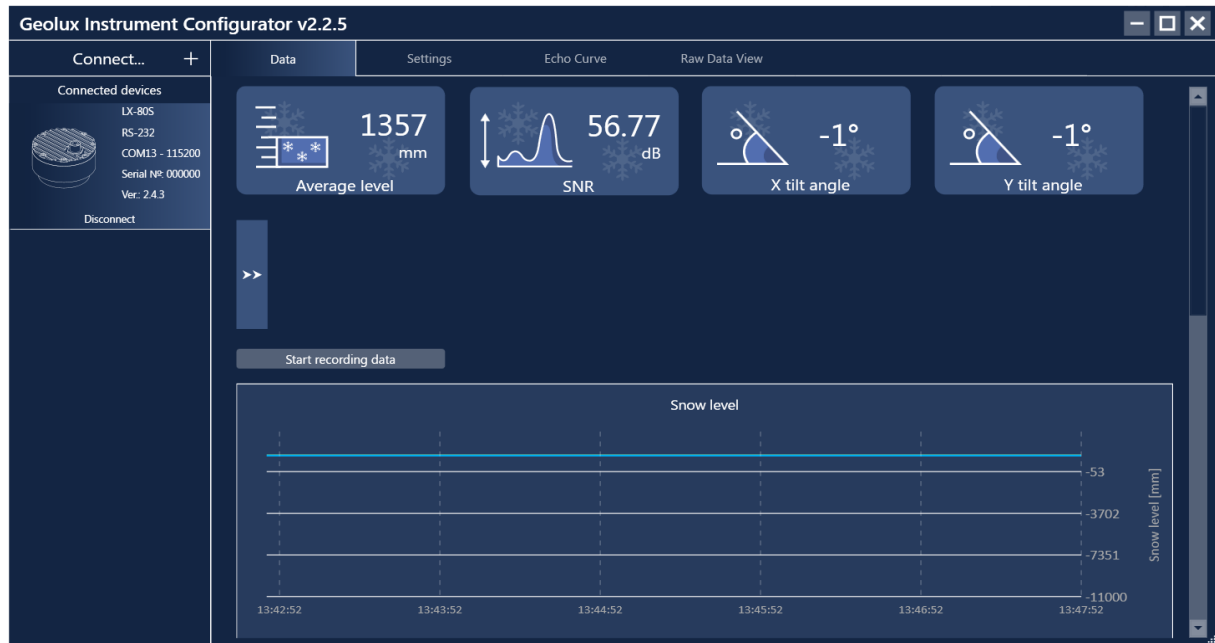 Geolux Instrument Configurator v2.2.5
Connect... +
Data Settings Echo Curve Raw Data View
Connected devices
LX-80S
RS-232
COM13 - 115200
Serial Nº: 000000
Ver.: 2.4.3
Disconnect
1357
mm
Average level
56.77
dB
SNR
-1°
X tilt angle
-1°
Y tilt angle
Start recording data
Snow level
-53
-3702
-7351
-11000
Snow level [mm]
13:42:52 13:43:52 13:44:52 13:45:52 13:46:52 13:47:52